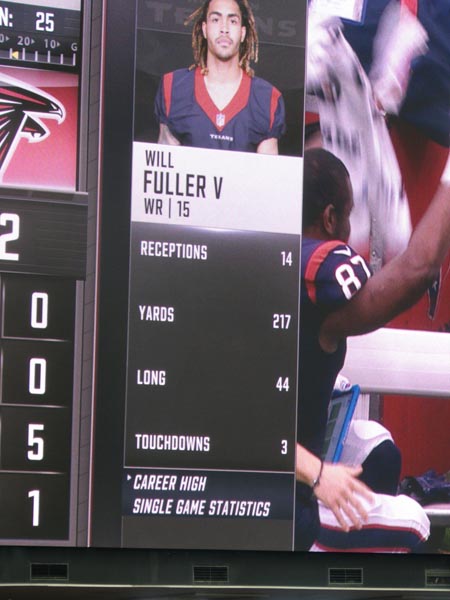 TEXANS
N: 25
20 10 G
TEXANS
WILL
FULLER V
WR | 15
2
RECEPTIONS 14
87
0
YARDS 217
0
LONG 44
5
TOUCHDOWNS 3
1
CAREER HIGH
SINGLE GAME STATISTICS